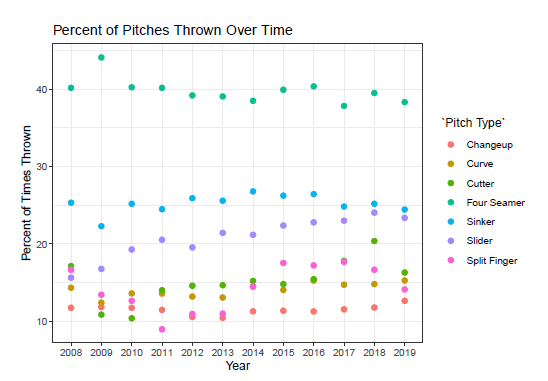 Percent of Pitches Thrown Over Time
Percent of Times Thrown
40
30
20
10
2008 2009 2010 2011 2012 2013 2014 2015 2016 2017 2018 2019
Year
`Pitch Type`
Changeup
Curve
Cutter
Four Seamer
Sinker
Slider
Split Finger